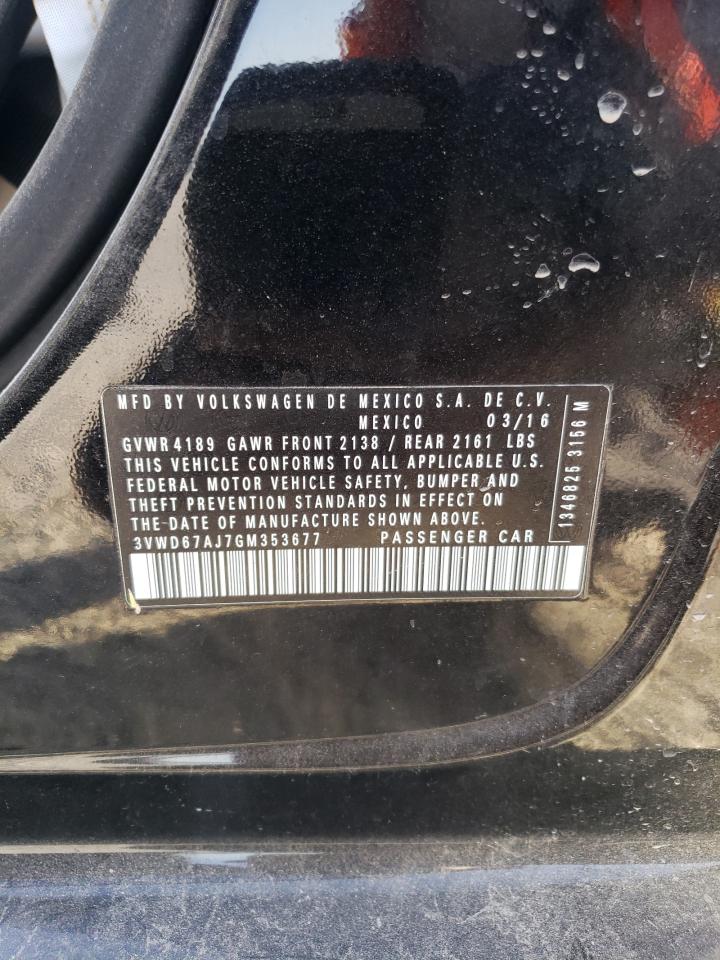 MFD BY VOLKSWAGEN DE MEXICO S.A. DE C.V.
MEXICO 03/16
GVWR 4189 GAWR FRONT 2138 / REAR 2161 LBS
THIS VEHICLE CONFORMS TO ALL APPLICABLE U.S.
FEDERAL MOTOR VEHICLE SAFETY, BUMPER AND
THEFT PREVENTION STANDARDS IN EFFECT ON
THE DATE OF MANUFACTURE SHOWN ABOVE.
3VWD67AJ7GM353677 PASSENGER CAR
1346825 3156 M